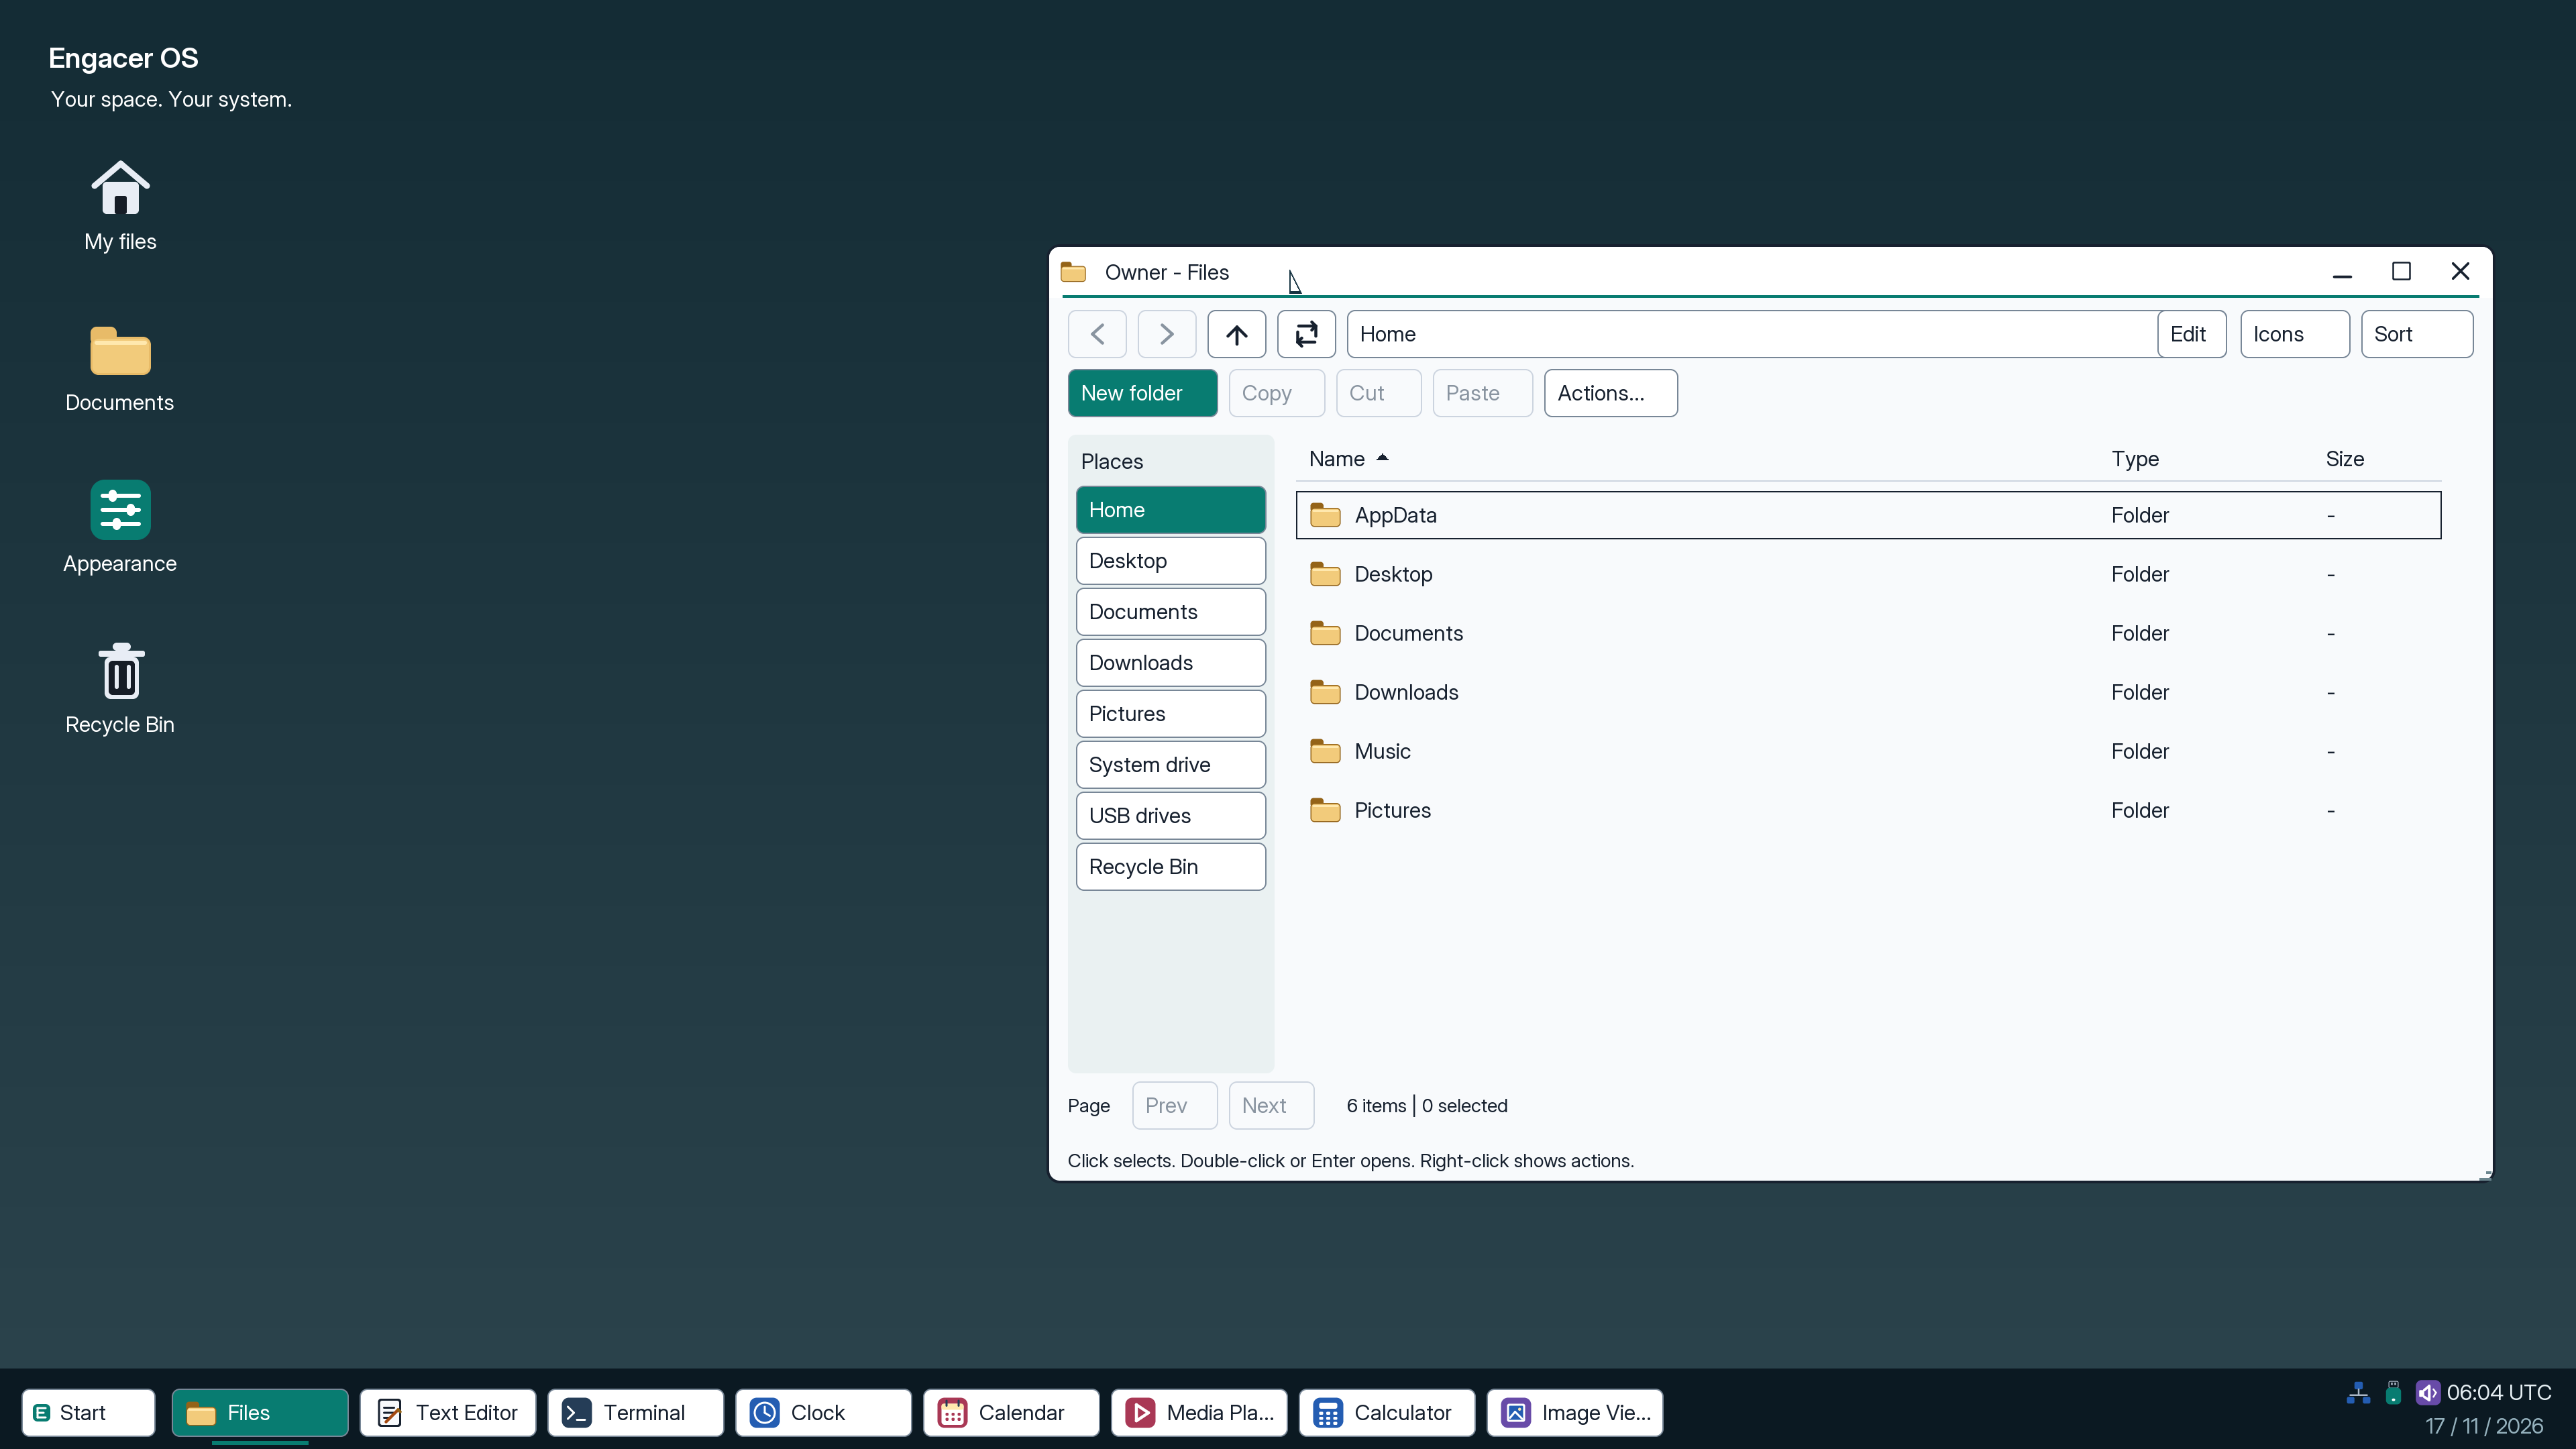 Engacer OS
Your space. Your system.
My files
Documents
Appearance
Recycle Bin
Owner - Files
Home Edit Icons Sort
New folder Copy Cut Paste Actions...
Places
Home
Desktop
Documents
Downloads
Pictures
System drive
USB drives
Recycle Bin
Name Type Size
AppData Folder -
Desktop Folder -
Documents Folder -
Downloads Folder -
Music Folder -
Pictures Folder -
Page Prev Next 6 items | 0 selected
Click selects. Double-click or Enter opens. Right-click shows actions.
E Start Files Text Editor Terminal Clock Calendar Media Pla... Calculator Image Vie... 06:04 UTC
17 / 11 / 2026